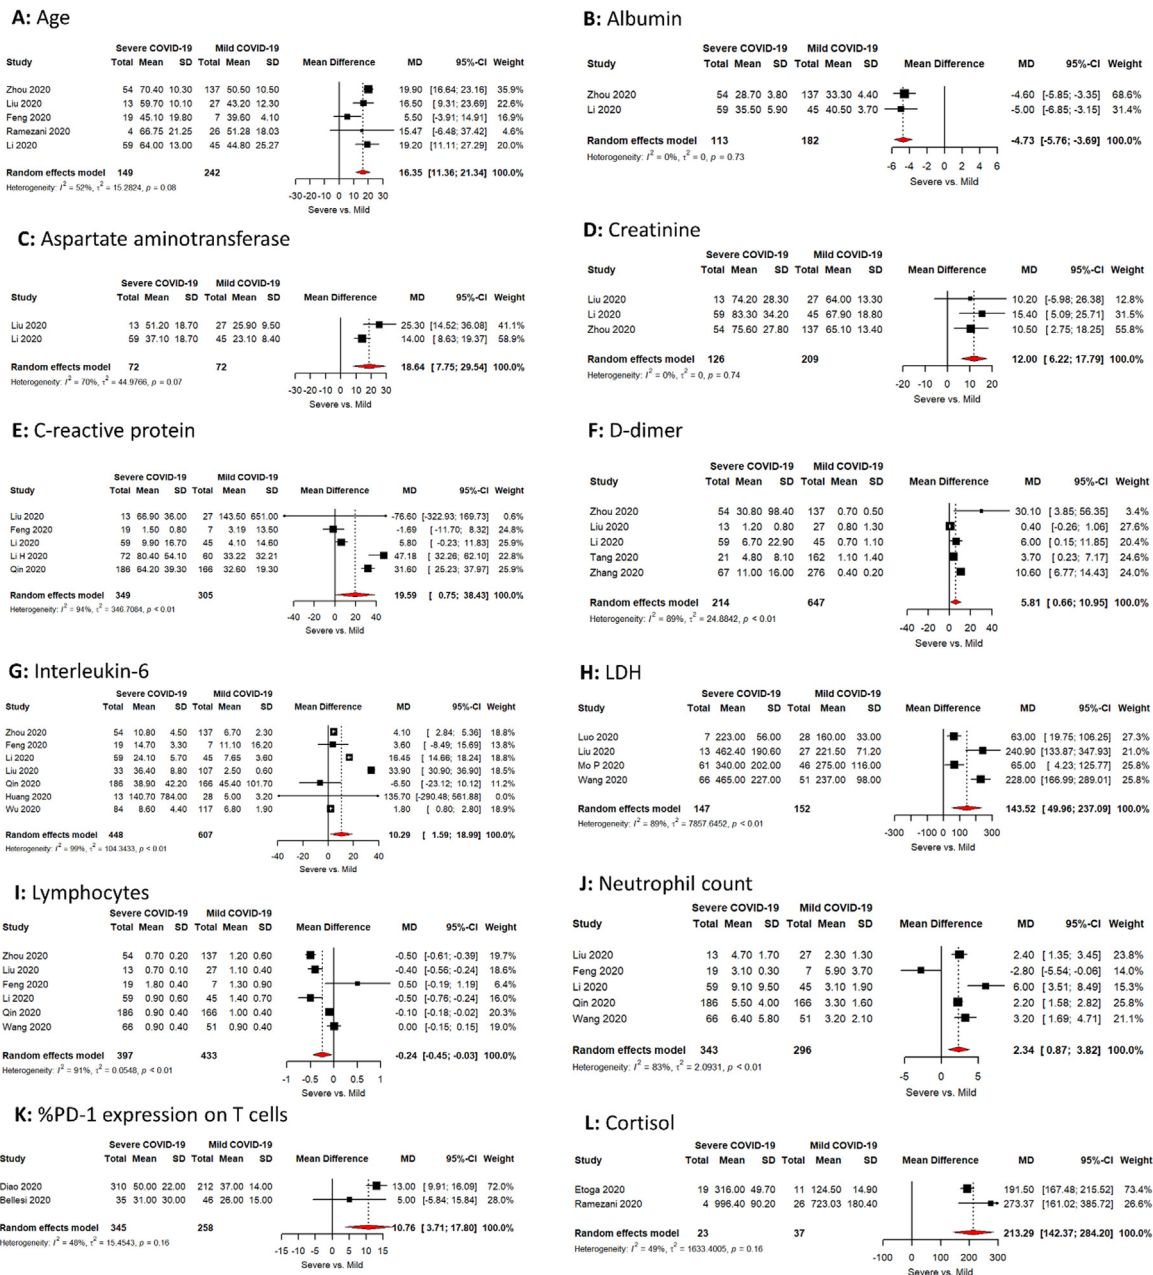 A: Age
Severe COVID-19 Mild COVID-19
Study Total Mean SD Total Mean SD Mean Difference MD 95%-CI Weight
Zhou 2020 54 70.40 10.30 137 50.50 10.50 19.90 [16.64; 23.16] 35.9%
Liu 2020 13 59.70 10.10 27 43.20 12.30 16.50 [ 9.31; 23.69] 22.6%
Feng 2020 19 45.10 19.80 7 39.60 4.10 5.50 [-3.91; 14.91] 16.9%
Ramezani 2020 4 66.75 21.25 26 51.28 18.03 15.47 [-6.48; 37.42] 4.6%
Li 2020 59 64.00 13.00 45 44.80 25.27 19.20 [11.11; 27.29] 20.0%
Random effects model 149 242 16.35 [11.36; 21.34] 100.0%
Heterogeneity: I² = 52%, τ² = 15.2824, p = 0.08
-30 -20 -10 0 10 20 30
Severe vs. Mild
B: Albumin
Severe COVID-19 Mild COVID-19
Study Total Mean SD Total Mean SD Mean Difference MD 95%-CI Weight
Zhou 2020 54 28.70 3.80 137 33.30 4.40 -4.60 [-5.85; -3.35] 68.6%
Li 2020 59 35.50 5.90 45 40.50 3.70 -5.00 [-6.85; -3.15] 31.4%
Random effects model 113 182 -4.73 [-5.76; -3.69] 100.0%
Heterogeneity: I² = 0%, τ² = 0, p = 0.73
-6 -4 -2 0 2 4 6
Severe vs. Mild
C: Aspartate aminotransferase
Severe COVID-19 Mild COVID-19
Study Total Mean SD Total Mean SD Mean Difference MD 95%-CI Weight
Liu 2020 13 51.20 18.70 27 25.90 9.50 25.30 [14.52; 36.08] 41.1%
Li 2020 59 37.10 18.70 45 23.10 8.40 14.00 [ 8.63; 19.37] 58.9%
Random effects model 72 72 18.64 [ 7.75; 29.54] 100.0%
Heterogeneity: I² = 70%, τ² = 44.9766, p = 0.07
-30 -20 -10 0 10 20 30
Severe vs. Mild
D: Creatinine
Severe COVID-19 Mild COVID-19
Study Total Mean SD Total Mean SD Mean Difference MD 95%-CI Weight
Liu 2020 13 74.20 28.30 27 64.00 13.30 10.20 [-5.98; 26.38] 12.8%
Li 2020 59 83.30 34.20 45 67.90 18.80 15.40 [ 5.09; 25.71] 31.5%
Zhou 2020 54 75.60 27.80 137 65.10 13.40 10.50 [ 2.75; 18.25] 55.8%
Random effects model 126 209 12.00 [ 6.22; 17.79] 100.0%
Heterogeneity: I² = 0%, τ² = 0, p = 0.74
-20 -10 0 10 20
Severe vs. Mild
E: C-reactive protein
Severe COVID-19 Mild COVID-19
Study Total Mean SD Total Mean SD Mean Difference MD 95%-CI Weight
Liu 2020 13 66.90 36.00 27 143.50 651.00 -76.60 [-322.93; 169.73] 0.6%
Feng 2020 19 1.50 0.80 7 3.19 13.50 -1.69 [ -11.70; 8.32] 24.8%
Li 2020 59 9.90 16.70 45 4.10 14.60 5.80 [ -0.23; 11.83] 25.9%
Li H 2020 72 80.40 54.10 60 33.22 32.21 47.18 [ 32.26; 62.10] 22.8%
Qin 2020 186 64.20 39.30 166 32.60 19.30 31.60 [ 25.23; 37.97] 25.9%
Random effects model 349 305 19.59 [ 0.75; 38.43] 100.0%
Heterogeneity: I² = 94%, τ² = 346.7084, p < 0.01
-40 -20 0 20 40
Severe vs. Mild
F: D-dimer
Severe COVID-19 Mild COVID-19
Study Total Mean SD Total Mean SD Mean Difference MD 95%-CI Weight
Zhou 2020 54 30.80 98.40 137 0.70 0.50 30.10 [ 3.85; 56.35] 3.4%
Liu 2020 13 1.20 0.80 27 0.80 1.30 0.40 [ -0.26; 1.06] 27.6%
Li 2020 59 6.70 22.90 45 0.70 1.10 6.00 [ 0.15; 11.85] 20.4%
Tang 2020 21 4.80 8.10 162 1.10 1.40 3.70 [ 0.23; 7.17] 24.6%
Zhang 2020 67 11.00 16.00 276 0.40 0.20 10.60 [ 6.77; 14.43] 24.0%
Random effects model 214 647 5.81 [ 0.66; 10.95] 100.0%
Heterogeneity: I² = 89%, τ² = 24.8842, p < 0.01
-40 -20 0 20 40
Severe vs. Mild
G: Interleukin-6
Severe COVID-19 Mild COVID-19
Study Total Mean SD Total Mean SD Mean Difference MD 95%-CI Weight
Zhou 2020 54 10.80 4.50 137 6.70 2.30 4.10 [ 2.84; 5.36] 18.8%
Feng 2020 19 14.70 3.30 7 11.10 16.20 3.60 [ -8.49; 15.69] 13.8%
Li 2020 59 24.10 5.70 45 7.65 3.60 16.45 [ 14.66; 18.24] 18.8%
Liu 2020 33 36.40 8.80 107 2.50 0.60 33.90 [ 30.90; 36.90] 18.5%
Qin 2020 186 38.90 42.20 166 45.40 101.70 -6.50 [-23.12; 10.12] 11.2%
Huang 2020 13 140.70 784.00 28 5.00 3.20 135.70 [-290.48; 561.88] 0.0%
Wu 2020 84 8.60 4.40 117 6.80 1.90 1.80 [ 0.80; 2.80] 18.9%
Random effects model 448 607 10.29 [ 1.59; 18.99] 100.0%
Heterogeneity: I² = 99%, τ² = 104.3433, p < 0.01
-40 -20 0 20 40
Severe vs. Mild
H: LDH
Severe COVID-19 Mild COVID-19
Study Total Mean SD Total Mean SD Mean Difference MD 95%-CI Weight
Luo 2020 7 223.00 56.00 28 160.00 33.00 63.00 [ 19.75; 106.25] 27.7%
Liu 2020 13 462.40 190.60 27 221.50 71.20 240.90 [133.87; 347.93] 21.0%
Mo P 2020 61 340.00 202.00 46 275.00 116.00 65.00 [ 4.23; 125.77] 25.5%
Wang 2020 66 465.00 227.00 51 237.00 98.00 228.00 [166.99; 289.01] 25.8%
Random effects model 147 152 143.52 [ 49.96; 237.09] 100.0%
Heterogeneity: I² = 89%, τ² = 7857.6452, p < 0.01
-300 -100 0 100 300
Severe vs. Mild
I: Lymphocytes
Severe COVID-19 Mild COVID-19
Study Total Mean SD Total Mean SD Mean Difference MD 95%-CI Weight
Zhou 2020 54 0.70 0.20 137 1.20 0.60 -0.50 [-0.61; -0.39] 19.7%
Liu 2020 13 0.70 0.10 27 1.10 0.40 -0.40 [-0.56; -0.24] 18.6%
Feng 2020 19 1.80 0.40 7 1.30 0.90 0.50 [-0.19; 1.19] 6.4%
Li 2020 59 0.90 0.60 45 1.40 0.70 -0.50 [-0.76; -0.24] 16.0%
Qin 2020 186 0.90 0.40 166 1.00 0.40 -0.10 [-0.18; -0.02] 20.3%
Wang 2020 66 0.90 0.40 51 0.90 0.40 0.00 [-0.15; 0.15] 19.0%
Random effects model 397 433 -0.24 [-0.45; -0.03] 100.0%
Heterogeneity: I² = 91%, τ² = 0.0548, p < 0.01
-1 -0.5 0 0.5 1
Severe vs. Mild
J: Neutrophil count
Severe COVID-19 Mild COVID-19
Study Total Mean SD Total Mean SD Mean Difference MD 95%-CI Weight
Liu 2020 13 4.70 1.70 27 2.30 1.30 2.40 [ 1.35; 3.45] 23.8%
Feng 2020 19 3.10 0.30 7 5.90 3.70 -2.80 [-5.54; -0.06] 14.0%
Li 2020 59 9.10 9.50 45 3.10 1.90 6.00 [ 3.51; 8.49] 15.3%
Qin 2020 186 5.50 4.00 166 3.30 1.60 2.20 [ 1.58; 2.82] 25.8%
Wang 2020 66 6.40 5.80 51 3.20 2.10 3.20 [ 1.69; 4.71] 21.1%
Random effects model 343 296 2.34 [ 0.87; 3.82] 100.0%
Heterogeneity: I² = 83%, τ² = 2.0931, p < 0.01
-5 0 5
Severe vs. Mild
K: %PD-1 expression on T cells
Severe COVID-19 Mild COVID-19
Study Total Mean SD Total Mean SD Mean Difference MD 95%-CI Weight
Diao 2020 310 50.00 22.00 212 37.00 14.00 13.00 [ 9.91; 16.09] 72.0%
Bellesi 2020 35 31.00 30.00 46 26.00 15.00 5.00 [ -5.84; 15.84] 28.0%
Random effects model 345 258 10.76 [ 3.71; 17.80] 100.0%
Heterogeneity: I² = 48%, τ² = 15.4543, p = 0.16
-15 -10 -5 0 5 10 15
Severe vs. Mild
L: Cortisol
Severe COVID-19 Mild COVID-19
Study Total Mean SD Total Mean SD Mean Difference MD 95%-CI Weight
Etoga 2020 19 316.00 49.70 11 124.50 14.90 191.50 [167.48; 215.52] 73.4%
Ramezani 2020 4 996.40 90.20 26 723.03 180.40 273.37 [161.02; 385.72] 26.6%
Random effects model 23 37 213.29 [142.37; 284.20] 100.0%
Heterogeneity: I² = 49%, τ² = 1633.4005, p = 0.16
-100 0 100 200 300
Severe vs. Mild